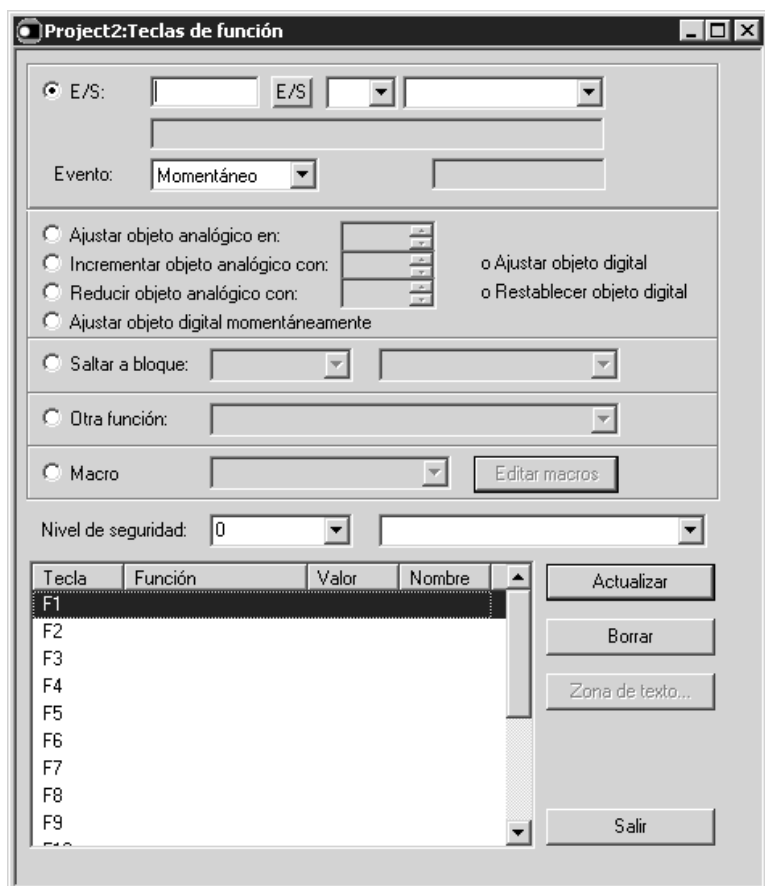 Project2:Teclas de función
E/S: E/S
Evento: Momentáneo
Ajustar objeto analógico en:
Incrementar objeto analógico con: o Ajustar objeto digital
Reducir objeto analógico con: o Restablecer objeto digital
Ajustar objeto digital momentáneamente
Saltar a bloque:
Otra función:
Macro Editar macros
Nivel de seguridad: 0
Tecla Función Valor Nombre Actualizar
F1
F2 Borrar
F3
F4 Zona de texto...
F5
F6
F7
F8
F9 Salir